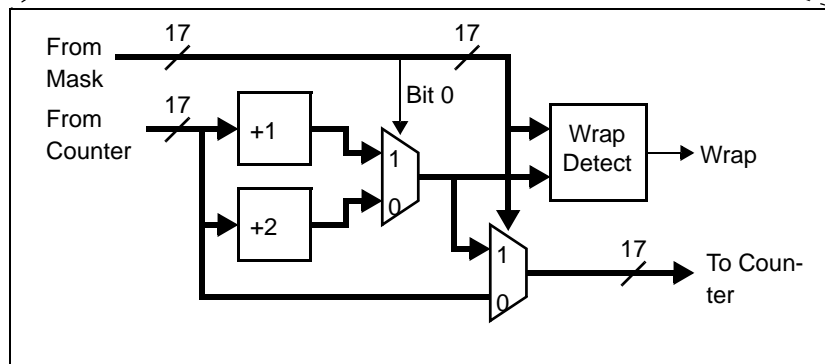 17
17
From
Mask
Bit 0
17
From
Counter
+1
1
Wrap
Detect
Wrap
0
+2
1
17
To Coun-
ter
0